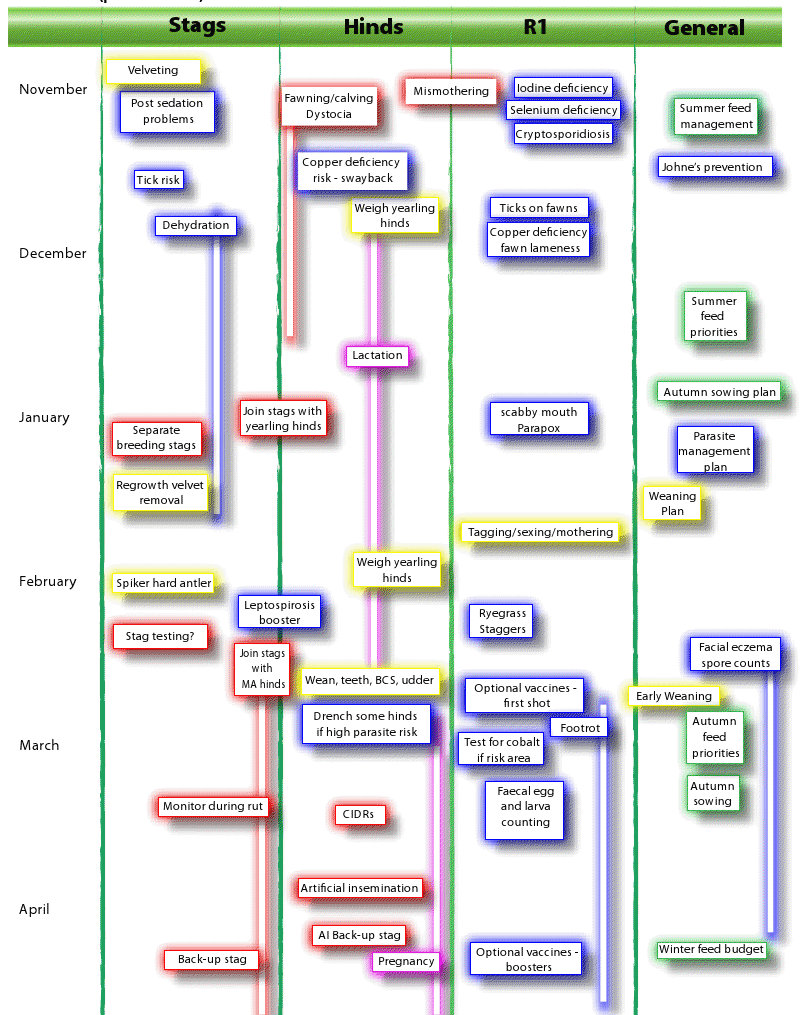 Stags
Hinds
R1
General
November
Velveting
Post sedation
problems
Tick risk
Dehydration
Fawning/calving
Dystocia
Mismothering
Copper deficiency
risk - swayback
Weigh yearling
hinds
Iodine deficiency
Selenium deficiency
Cryptosporidiosis
Ticks on fawns
Copper deficiency
fawn lameness
Summer feed
management
Johne's prevention
December
Lactation
Summer
feed
priorities
Autumn sowing plan
January
Separate
breeding stags
Regrowth velvet
removal
Join stags with
yearling hinds
scabby mouth
Parapox
Tagging/sexing/mothering
Parasite
management
plan
Weaning
Plan
February
Spiker hard antler
Stag testing?
Leptospirosis
booster
Join stags
with
MA hinds
Weigh yearling
hinds
Wean, teeth, BCS, udder
Drench some hinds
if high parasite risk
Ryegrass
Staggers
Optional vaccines -
first shot
Footrot
Facial eczema
spore counts
Early Weaning
March
Monitor during rut
CIDRs
Test for cobalt
if risk area
Faecal egg
and larva
counting
Autumn
feed
priorities
Autumn
sowing
April
Back-up stag
Artificial insemination
AI Back-up stag
Pregnancy
Optional vaccines -
boosters
Winter feed budget